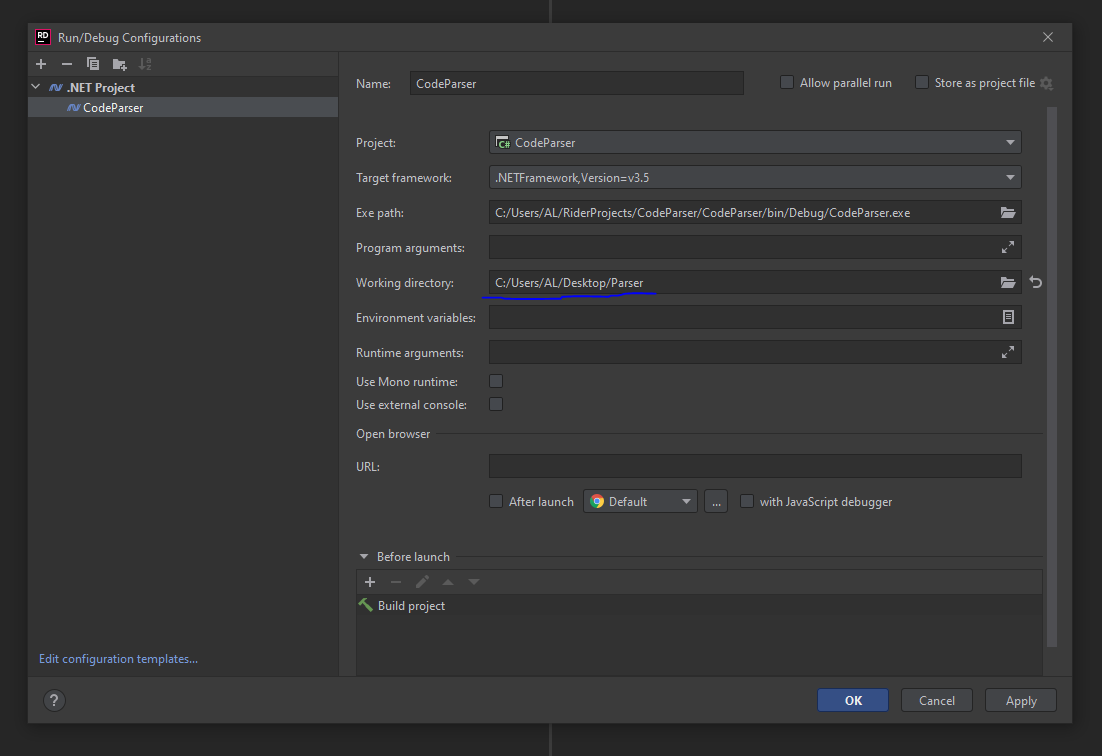 RD Run/Debug Configurations
.NET Project
CodeParser
Name: CodeParser
Allow parallel run
Store as project file
Project: C# CodeParser
Target framework: .NETFramework,Version=v3.5
Exe path: C:/Users/AL/RiderProjects/CodeParser/CodeParser/bin/Debug/CodeParser.exe
Program arguments:
Working directory: C:/Users/AL/Desktop/Parser
Environment variables:
Runtime arguments:
Use Mono runtime:
Use external console:
Open browser
URL:
After launch Default ... with JavaScript debugger
Before launch
Build project
Edit configuration templates...
? OK Cancel Apply